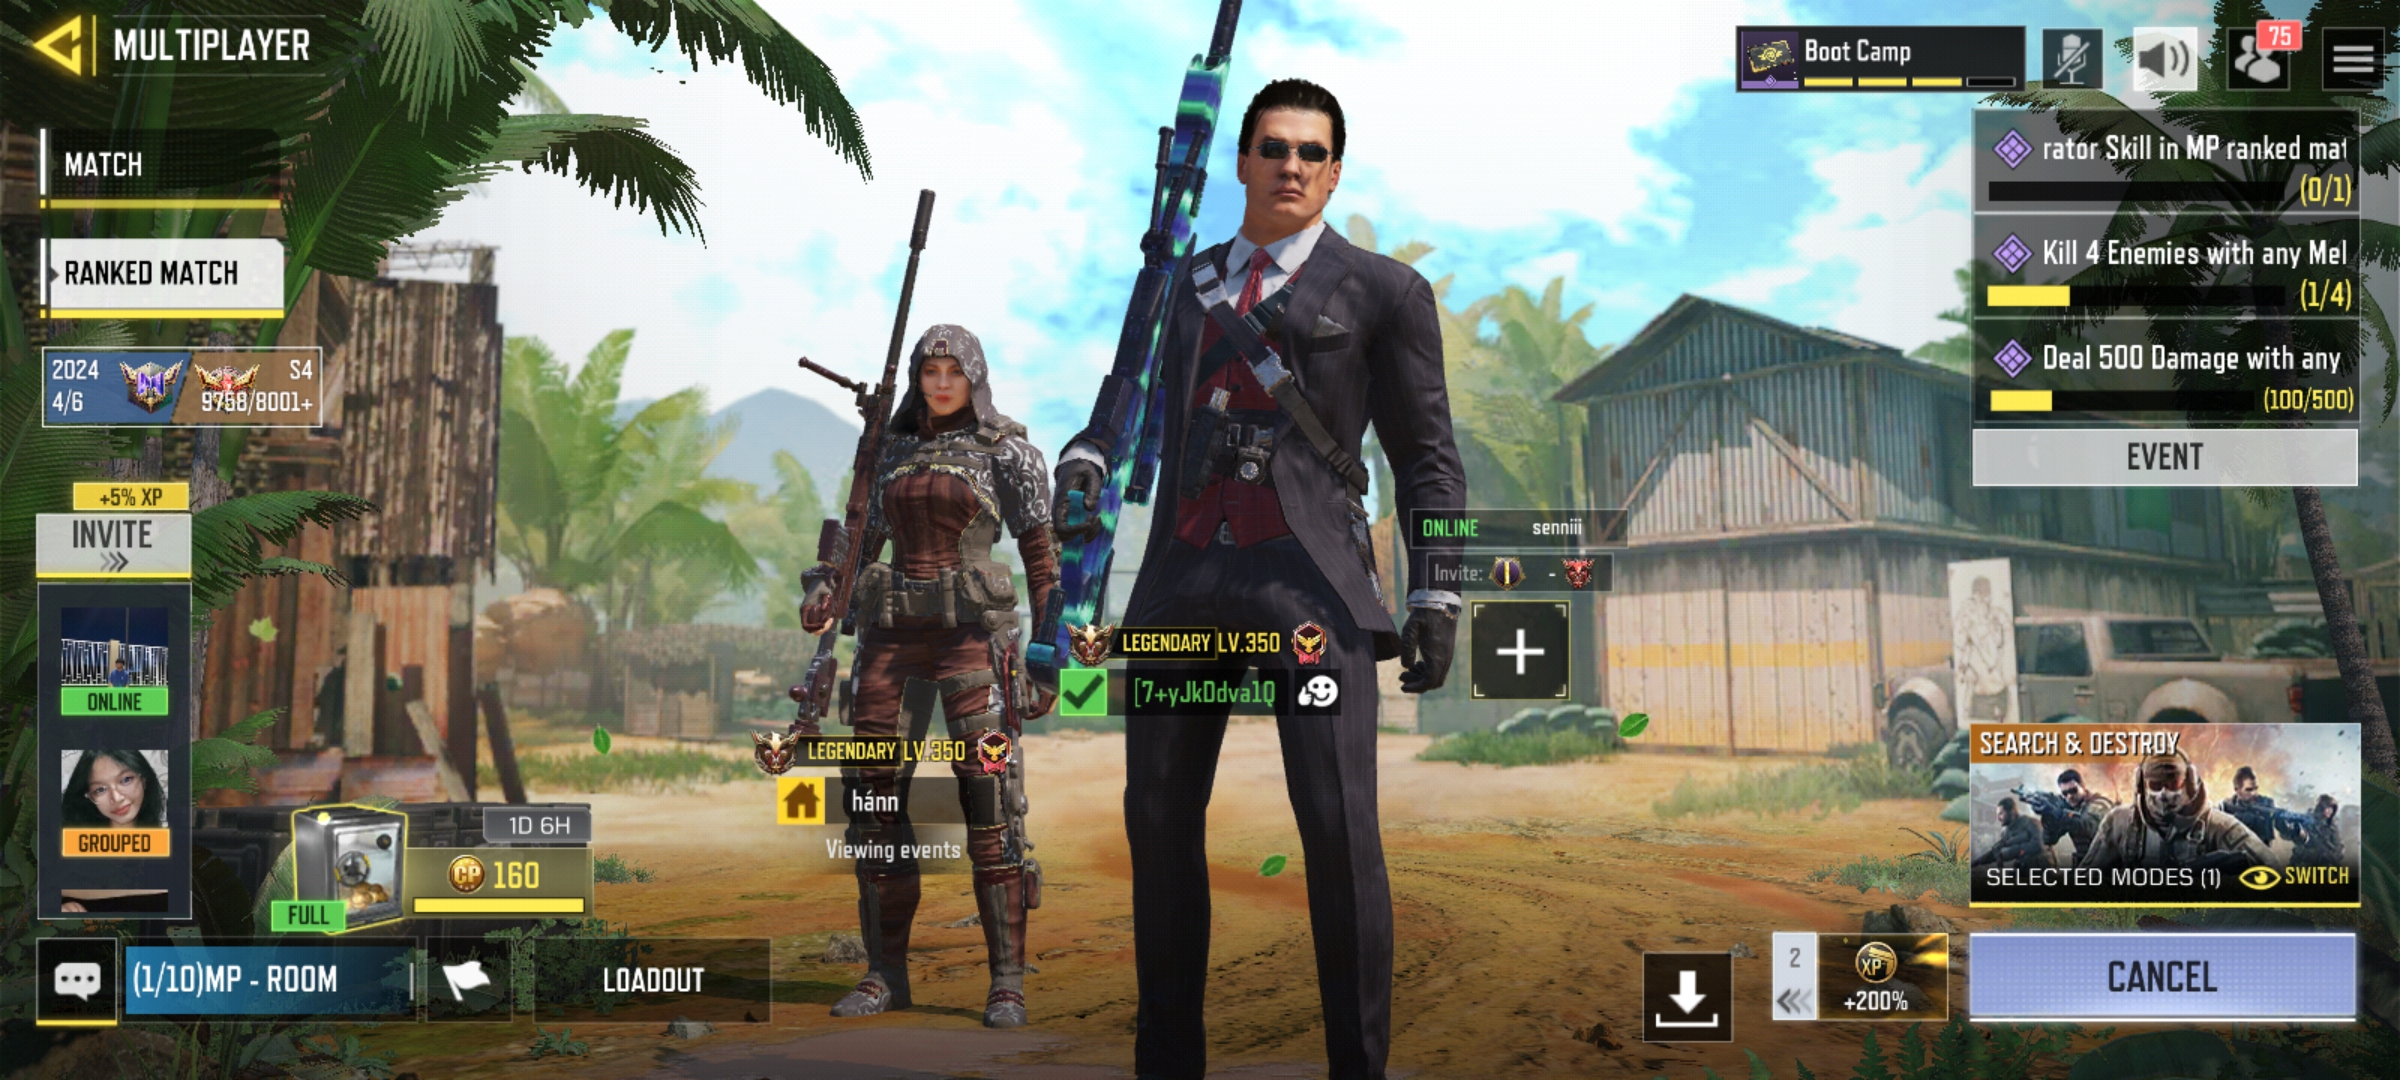 MULTIPLAYER
MATCH
RANKED MATCH
2024
4/6
S4
9758/8001+
+5% XP
INVITE
ONLINE
GROUPED
1D 6H
CP 160
FULL
(1/10)MP - ROOM
LOADOUT
LEGENDARY LV.350
hánn
Viewing events
LEGENDARY LV.350
[7+yJkDdva1Q
ONLINE senniii
Invite: -
Boot Camp
75
rator Skill in MP ranked mat
(0/1)
Kill 4 Enemies with any Mel
(1/4)
Deal 500 Damage with any
(100/500)
EVENT
SEARCH & DESTROY
SELECTED MODES (1) SWITCH
2
XP
+200%
CANCEL